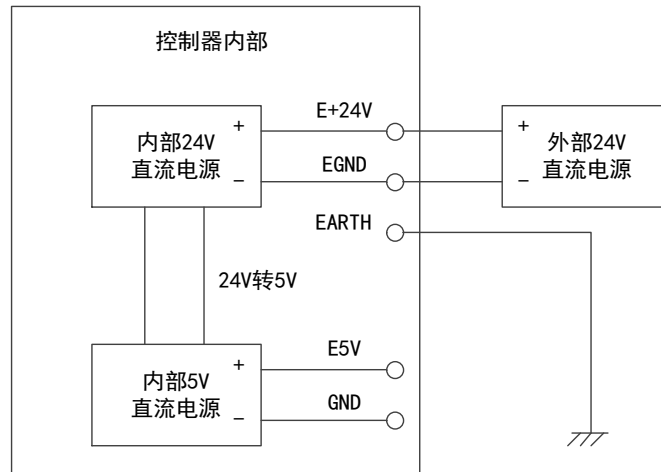 控制器内部
E+24V
+
内部24V
直流电源
−
EGND
+
外部24V
直流电源
−
EARTH
24V转5V
E5V
+
内部5V
直流电源
−
GND